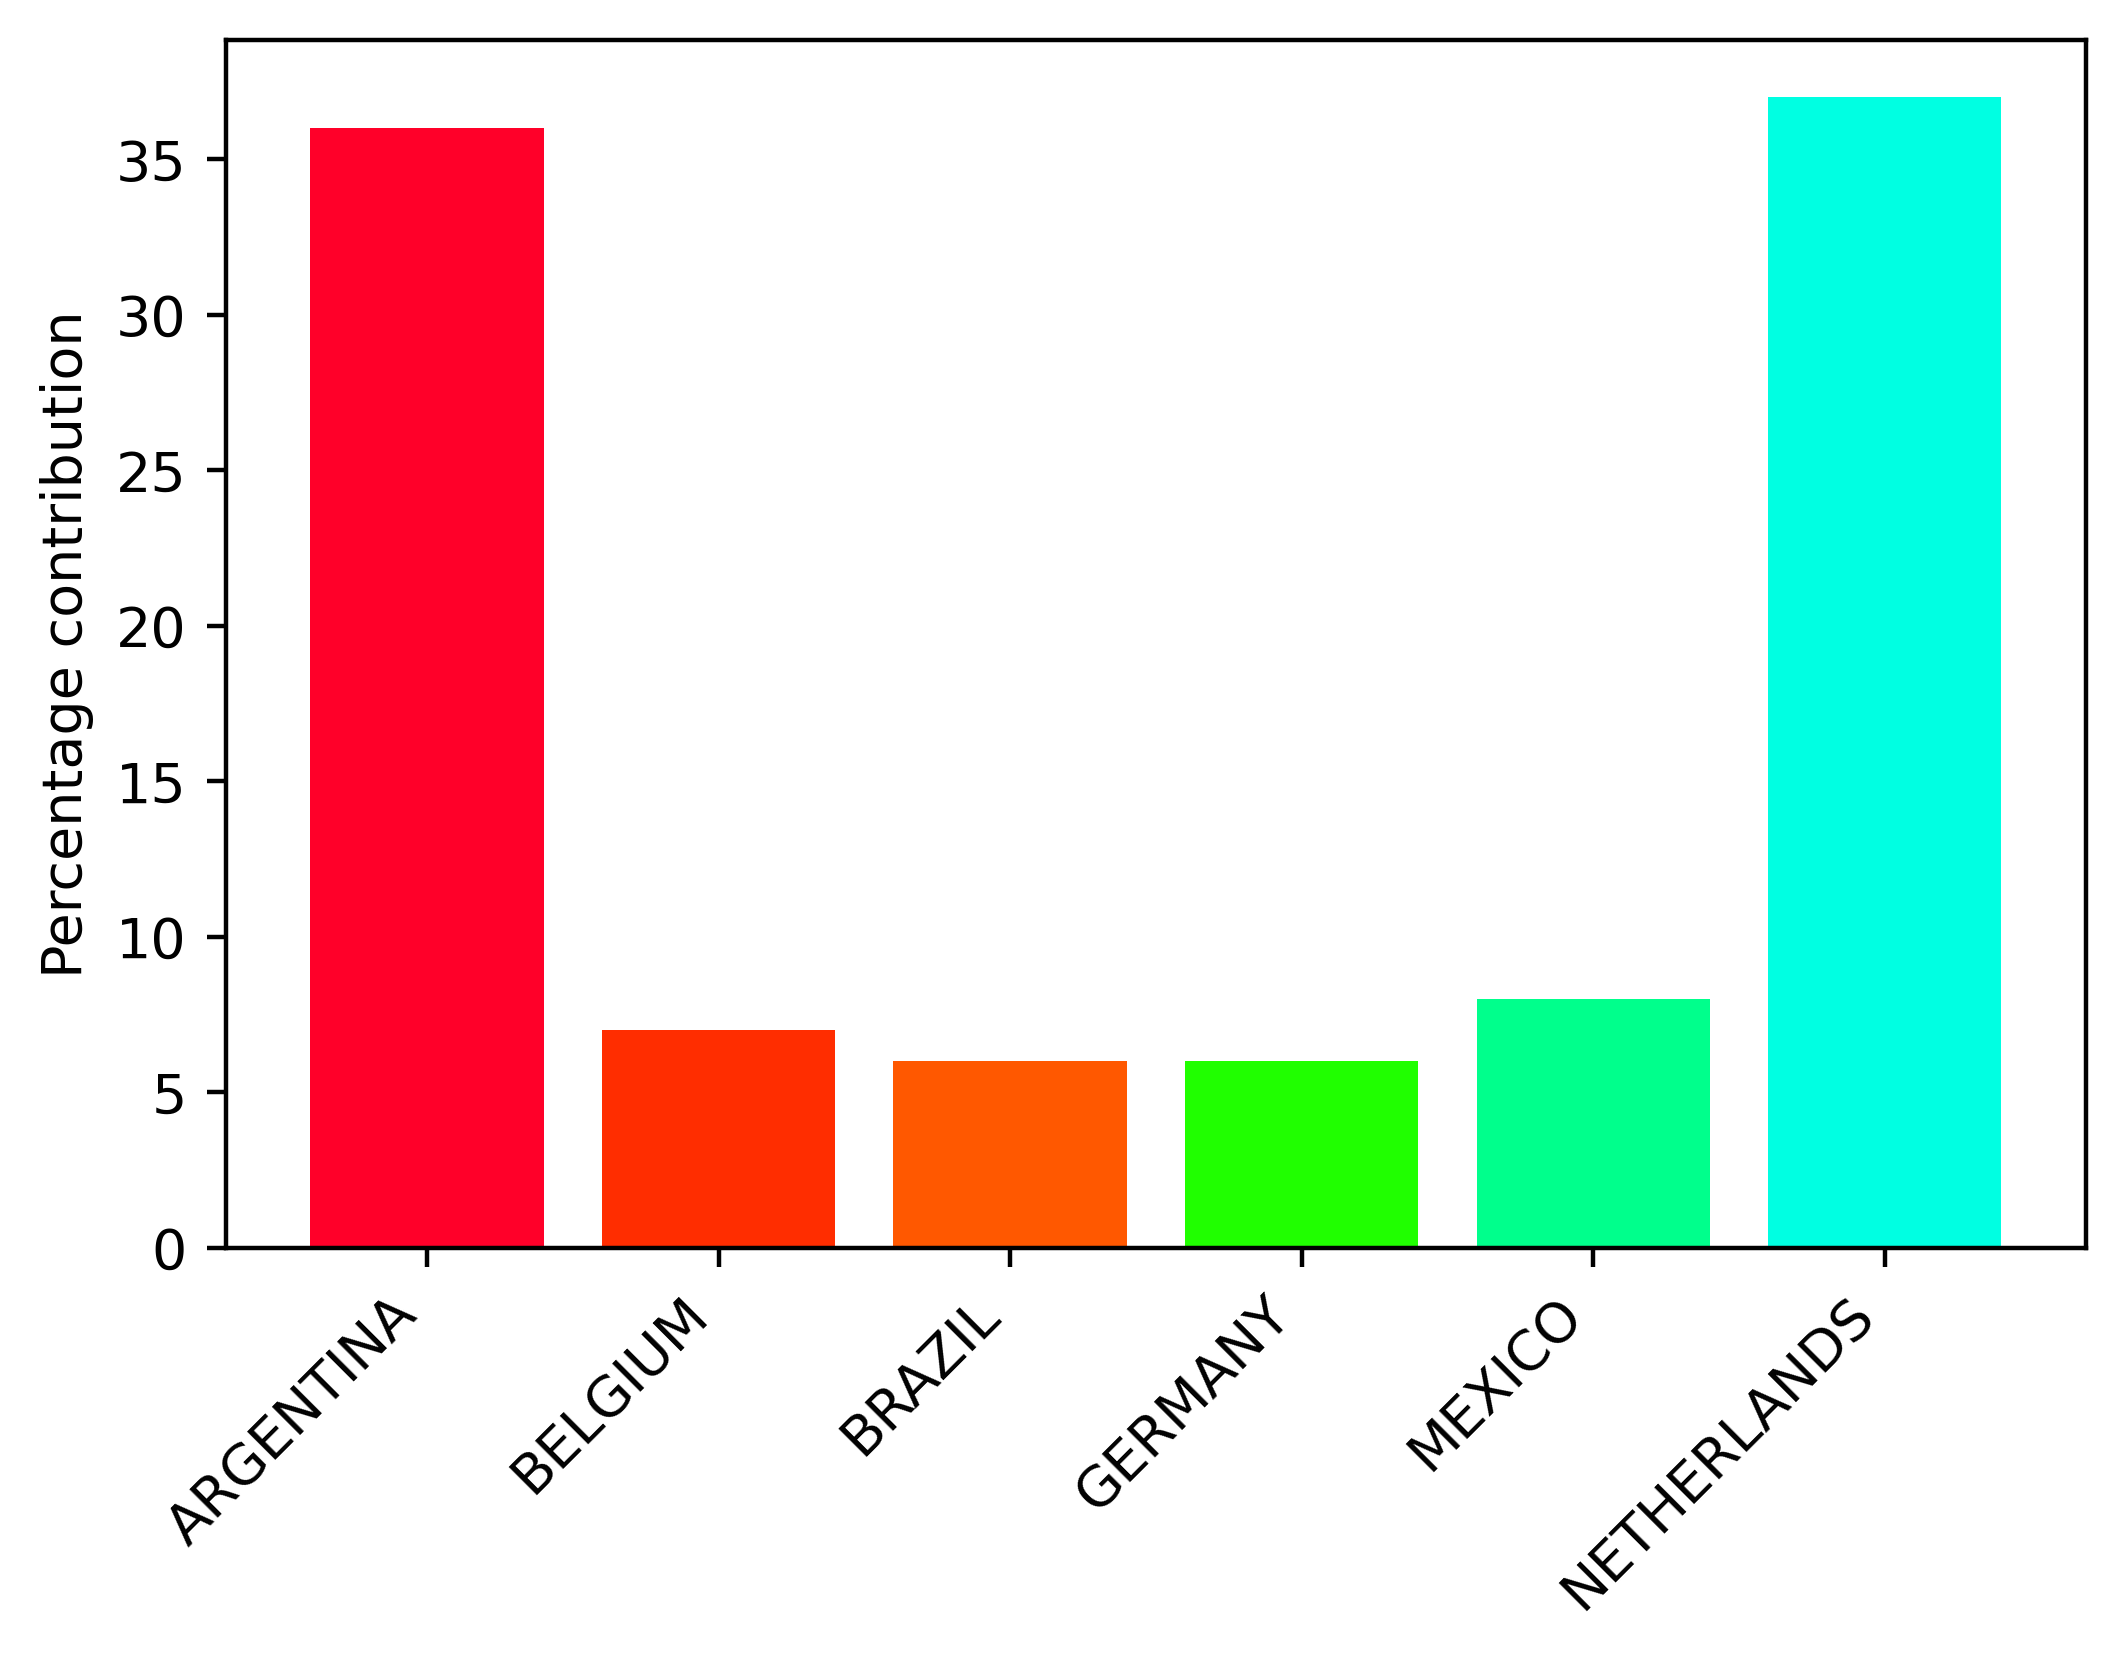 Percentage contribution
35
30
25
20
15
10
5
0
ARGENTINA
BELGIUM
BRAZIL
GERMANY
MEXICO
NETHERLANDS